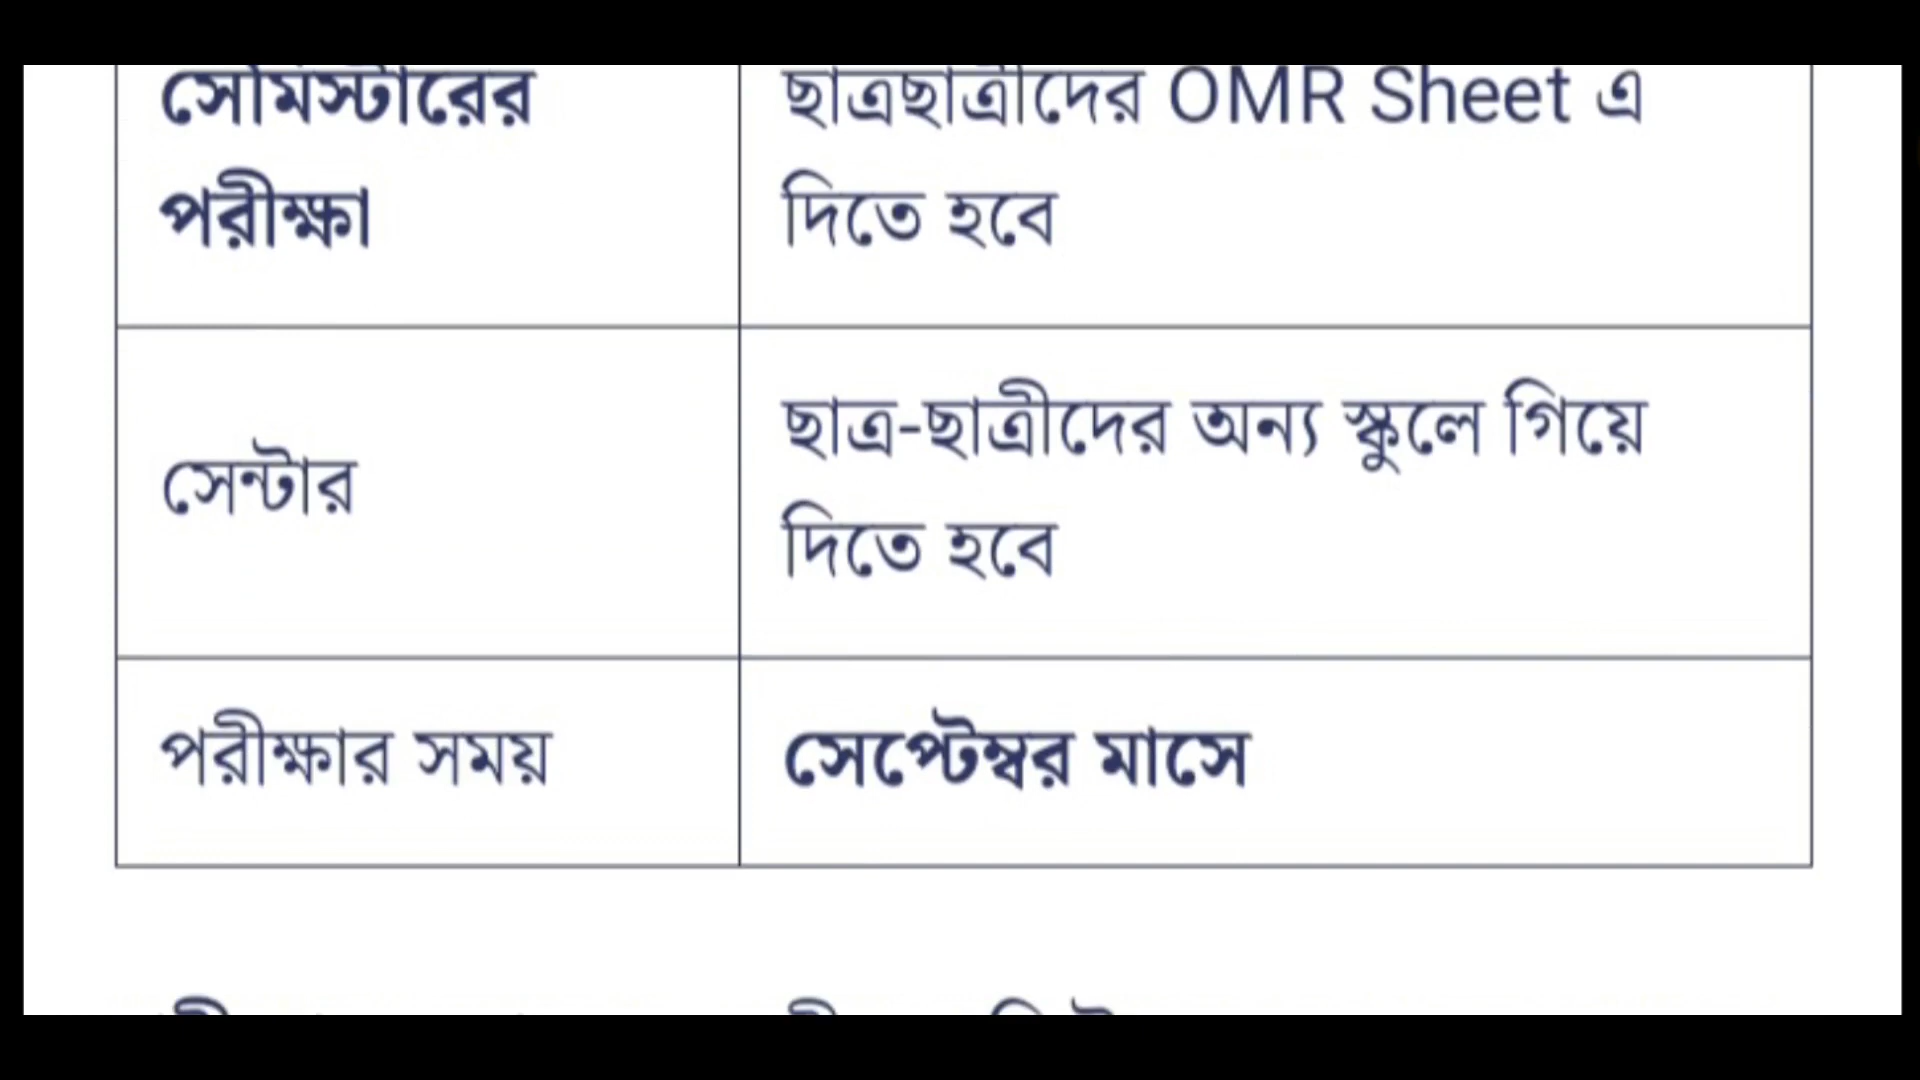 সেমিস্টারের
পরীক্ষা
ছাত্রছাত্রীদের OMR Sheet এ
দিতে হবে
সেন্টার
ছাত্র-ছাত্রীদের অন্য স্কুলে গিয়ে
দিতে হবে
পরীক্ষার সময়
সেপ্টেম্বর মাসে